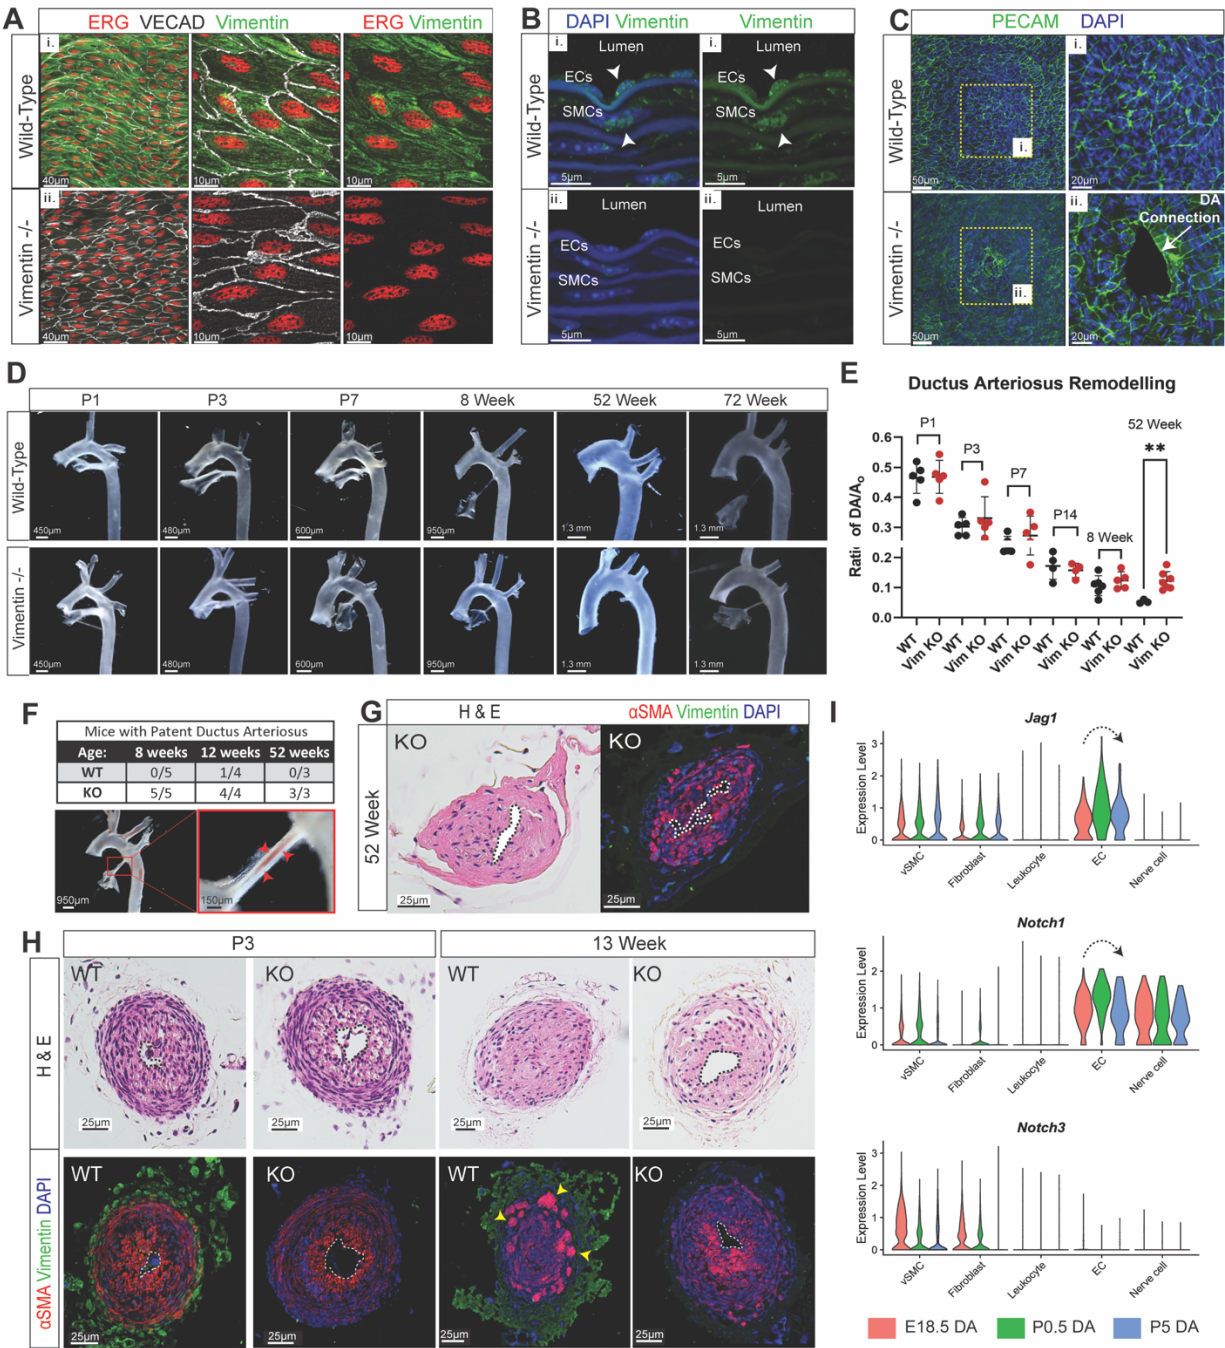 A
ERG VECAD Vimentin
ERG Vimentin
Wild-Type
i.
40µm
10µm
10µm
Vimentin -/-
ii.
40µm
10µm
10µm
B
DAPI Vimentin
Vimentin
Wild-Type
i.
Lumen
ECs
SMCs
5µm
i.
Lumen
ECs
SMCs
5µm
Vimentin -/-
ii.
Lumen
ECs
SMCs
5µm
ii.
Lumen
ECs
SMCs
5µm
C
PECAM DAPI
Wild-Type
i.
50µm
i.
20µm
Vimentin -/-
ii.
50µm
ii.
DA
Connection
20µm
D
P1 P3 P7 8 Week 52 Week 72 Week
Wild-Type
450µm 480µm 600µm 950µm 1.3 mm 1.3 mm
Vimentin -/-
450µm 480µm 600µm 950µm 1.3 mm 1.3 mm
E
Ductus Arteriosus Remodelling
Ratio of DA/Ao
0.6
0.5
0.4
0.3
0.2
0.1
0.0
P1
P3
P7
P14
8 Week
52 Week
**
WT Vim KO WT Vim KO WT Vim KO WT Vim KO WT Vim KO WT Vim KO
F
Mice with Patent Ductus Arteriosus
Age: 8 weeks 12 weeks 52 weeks
WT 0/5 1/4 0/3
KO 5/5 4/4 3/3
950µm
150µm
G
H & E
αSMA Vimentin DAPI
52 Week
KO
25µm
KO
25µm
H
P3
13 Week
H & E
WT KO WT KO
25µm 25µm 25µm 25µm
αSMA Vimentin DAPI
WT KO WT KO
25µm 25µm 25µm 25µm
I
Jag1
Expression Level
3
2
1
0
vSMC Fibroblast Leukocyte EC Nerve cell
Notch1
Expression Level
2
1
0
vSMC Fibroblast Leukocyte EC Nerve cell
Notch3
Expression Level
3
2
1
0
vSMC Fibroblast Leukocyte EC Nerve cell
E18.5 DA P0.5 DA P5 DA